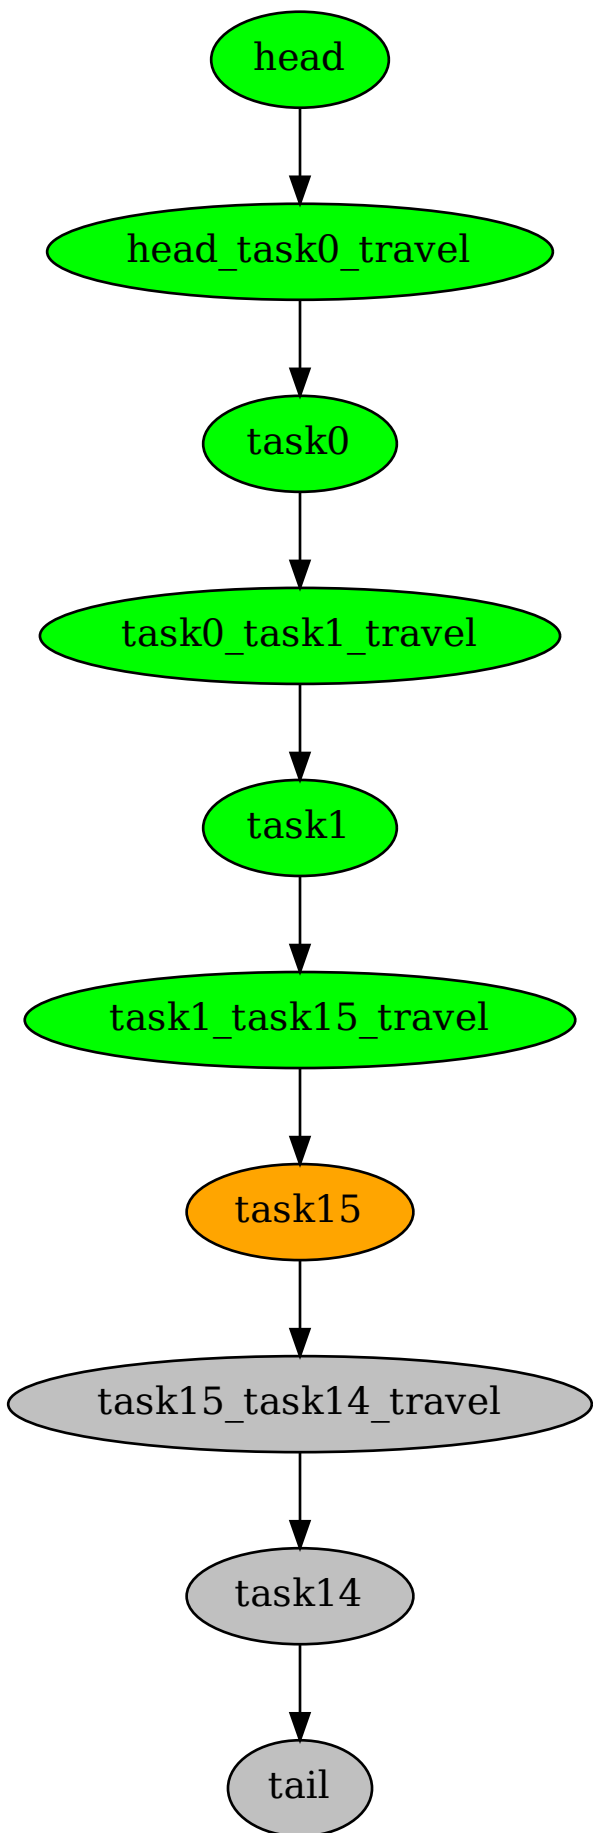 head
head_task0_travel
task0
task0_task1_travel
task1
task1_task15_travel
task15
task15_task14_travel
task14
tail